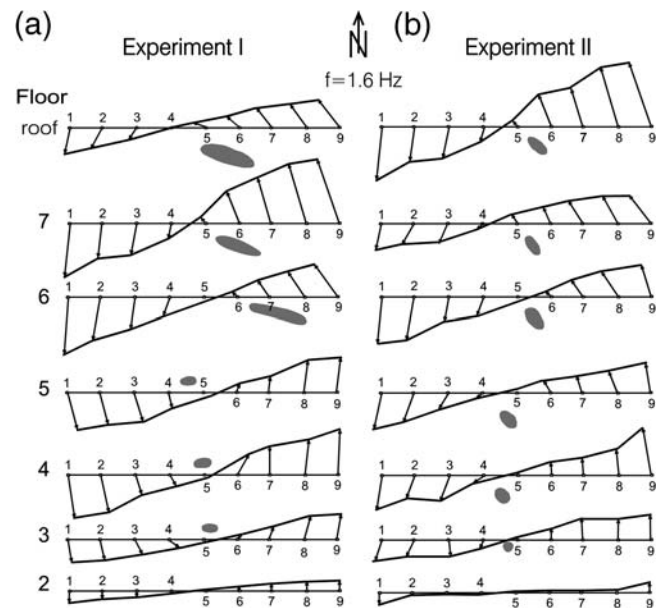 (a) N (b)
Experiment I Experiment II
f=1.6 Hz
Floor
roof 1 2 3 4 1 2 3 4
5 6 7 8 9 5 6 7 8 9
7 1 2 3 4 1 2 3 4
5 6 7 8 9 5 6 7 8 9
6 1 2 3 4 5 1 2 3 4 5
6 7 8 9 6 7 8 9
5 1 2 3 4 5 1 2 3 4
6 7 8 9 5 6 7 8 9
4 1 2 3 4 1 2 3 4
5 6 7 8 9 5 6 7 8 9
3 1 2 3 4 1 2 3 4
5 6 7 8 9 5 6 7 8 9
2 1 2 3 4 1 2 3 4
5 6 7 8 9 5 6 7 8 9